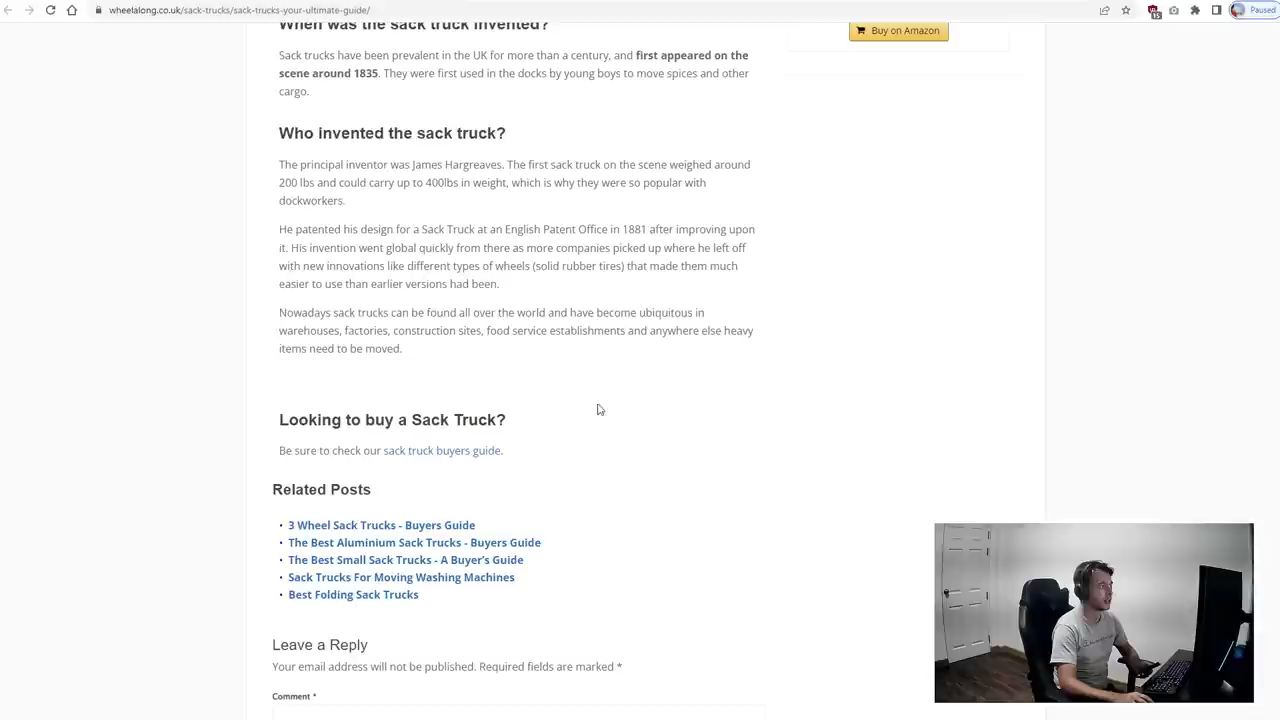 wheelalong.co.uk/sack-trucks/sack-trucks-your-ultimate-guide/
15
Paused
When was the sack truck invented?
Buy on Amazon
Sack trucks have been prevalent in the UK for more than a century, and first appeared on the
scene around 1835. They were first used in the docks by young boys to move spices and other
cargo.
Who invented the sack truck?
The principal inventor was James Hargreaves. The first sack truck on the scene weighed around
200 lbs and could carry up to 400lbs in weight, which is why they were so popular with
dockworkers.
He patented his design for a Sack Truck at an English Patent Office in 1881 after improving upon
it. His invention went global quickly from there as more companies picked up where he left off
with new innovations like different types of wheels (solid rubber tires) that made them much
easier to use than earlier versions had been.
Nowadays sack trucks can be found all over the world and have become ubiquitous in
warehouses, factories, construction sites, food service establishments and anywhere else heavy
items need to be moved.
Looking to buy a Sack Truck?
Be sure to check our sack truck buyers guide.
Related Posts
• 3 Wheel Sack Trucks - Buyers Guide
• The Best Aluminium Sack Trucks - Buyers Guide
• The Best Small Sack Trucks - A Buyer's Guide
• Sack Trucks For Moving Washing Machines
• Best Folding Sack Trucks
Leave a Reply
Your email address will not be published. Required fields are marked *
Comment *